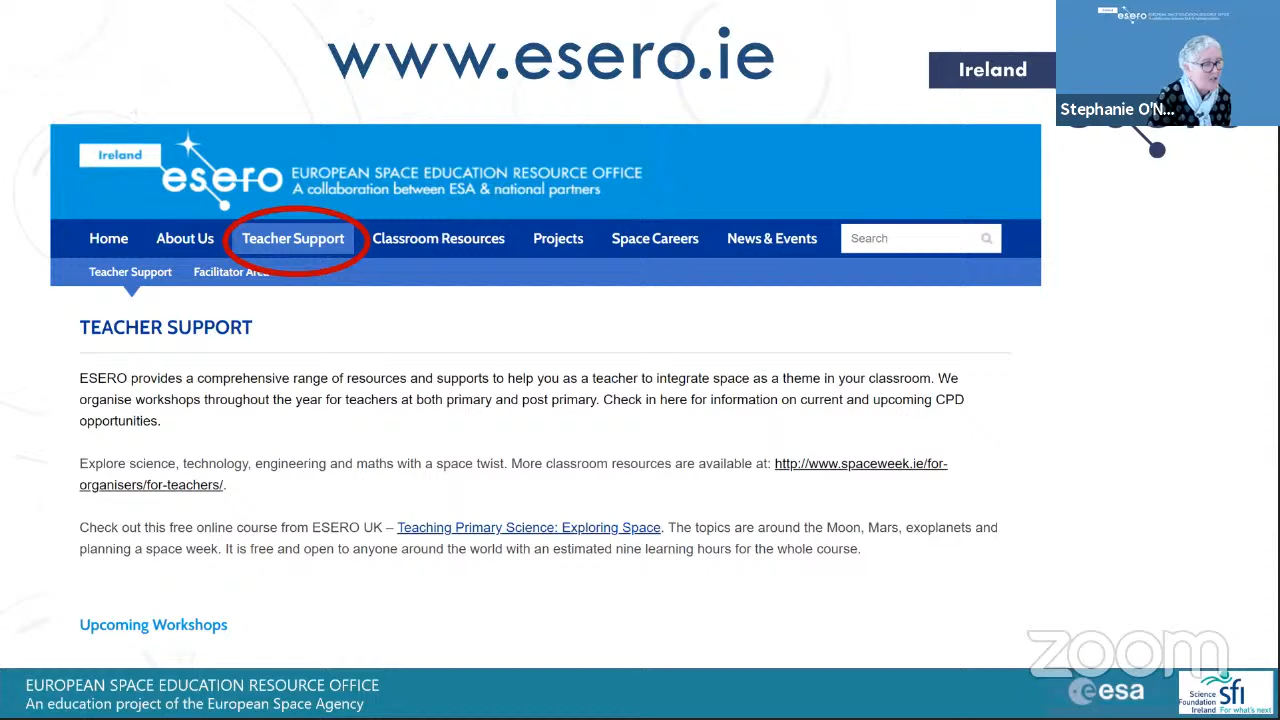 www.esero.ie
Ireland
Ireland esero EUROPEAN SPACE EDUCATION RESOURCE OFFICE
Stephanie O'N...
Ireland
esero
EUROPEAN SPACE EDUCATION RESOURCE OFFICE
A collaboration between ESA & national partners
Home About Us Teacher Support Classroom Resources Projects Space Careers News & Events Search
Teacher Support Facilitator Area
TEACHER SUPPORT
ESERO provides a comprehensive range of resources and supports to help you as a teacher to integrate space as a theme in your classroom. We
organise workshops throughout the year for teachers at both primary and post primary. Check in here for information on current and upcoming CPD
opportunities.
Explore science, technology, engineering and maths with a space twist. More classroom resources are available at: http://www.spaceweek.ie/for-
organisers/for-teachers/.
Check out this free online course from ESERO UK – Teaching Primary Science: Exploring Space. The topics are around the Moon, Mars, exoplanets and
planning a space week. It is free and open to anyone around the world with an estimated nine learning hours for the whole course.
Upcoming Workshops
zoom
EUROPEAN SPACE EDUCATION RESOURCE OFFICE
An education project of the European Space Agency
esa
Science
Foundation
Ireland
sfi
For what's next